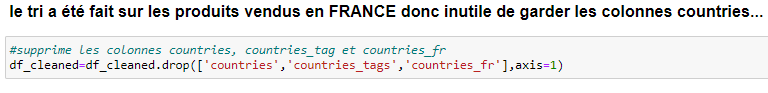 le tri a été fait sur les produits vendus en FRANCE donc inutile de garder les colonnes countries...
#supprime les colonnes countries, countries_tag et countries_fr
df_cleaned=df_cleaned.drop(['countries','countries_tags','countries_fr'],axis=1)